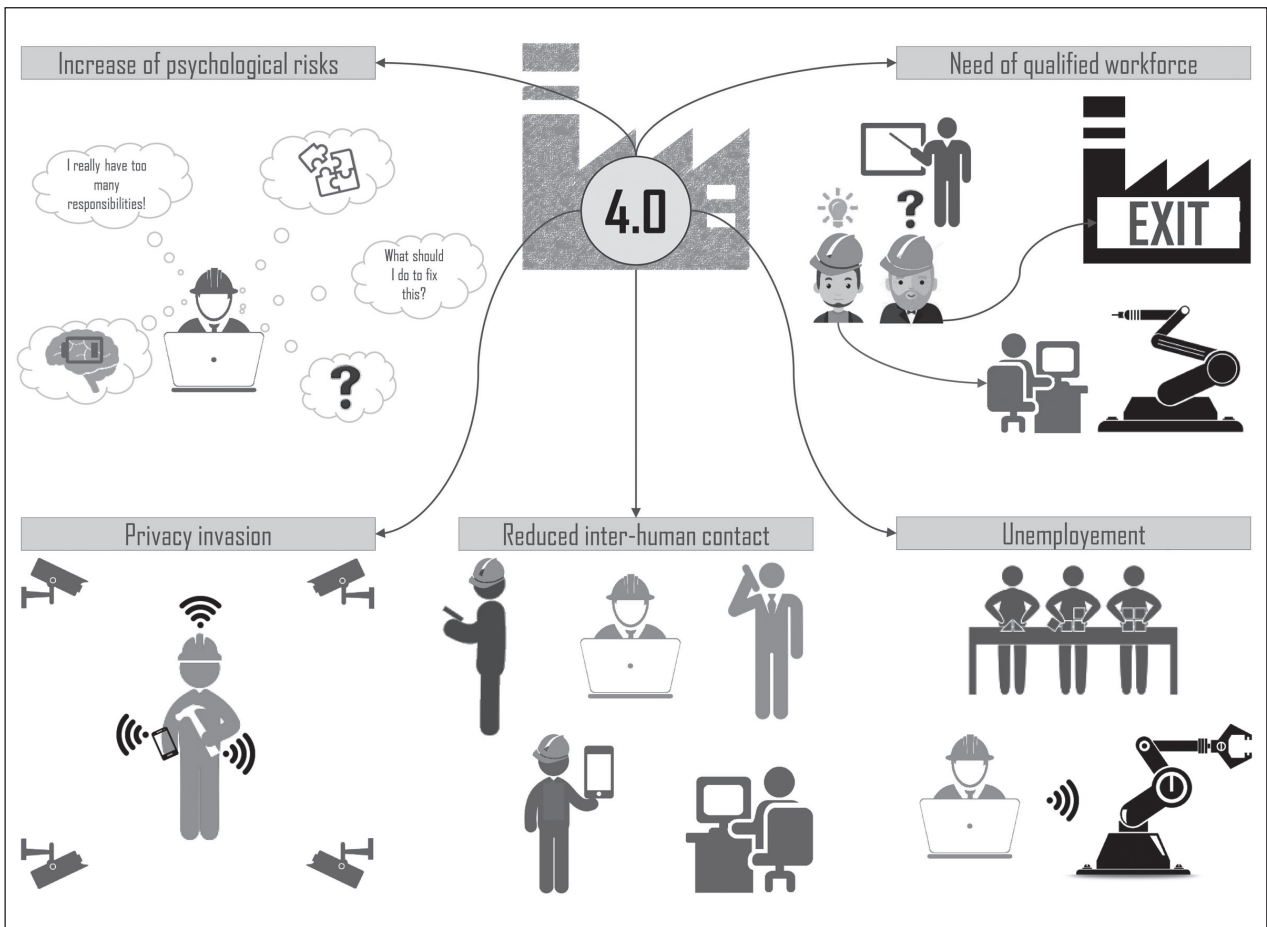 Increase of psychological risks
Need of qualified workforce
I really have too
many
responsibilities!
What should
I do to fix
this?
?
4.0
?
EXIT
Privacy invasion
Reduced inter-human contact
Unemployement